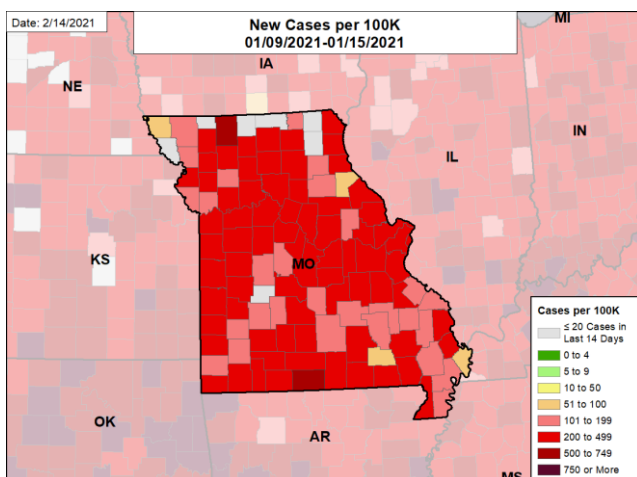 Date: 2/14/2021
New Cases per 100K
01/09/2021-01/15/2021
MI
IA
NE
IN
IL
KS
MO
OK
AR
MS
Cases per 100K
≤ 20 Cases in
Last 14 Days
0 to 4
5 to 9
10 to 50
51 to 100
101 to 199
200 to 499
500 to 749
750 or More